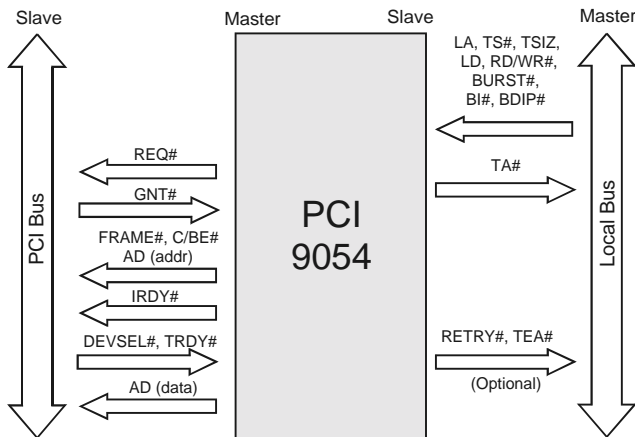 Slave
Master
Slave
Master
LA, TS#, TSIZ,
LD, RD/WR#,
BURST#,
BI#, BDIP#
REQ#
TA#
GNT#
PCI Bus
PCI
9054
Local Bus
FRAME#, C/BE#
AD (addr)
IRDY#
DEVSEL#, TRDY#
RETRY#, TEA#
(Optional)
AD (data)